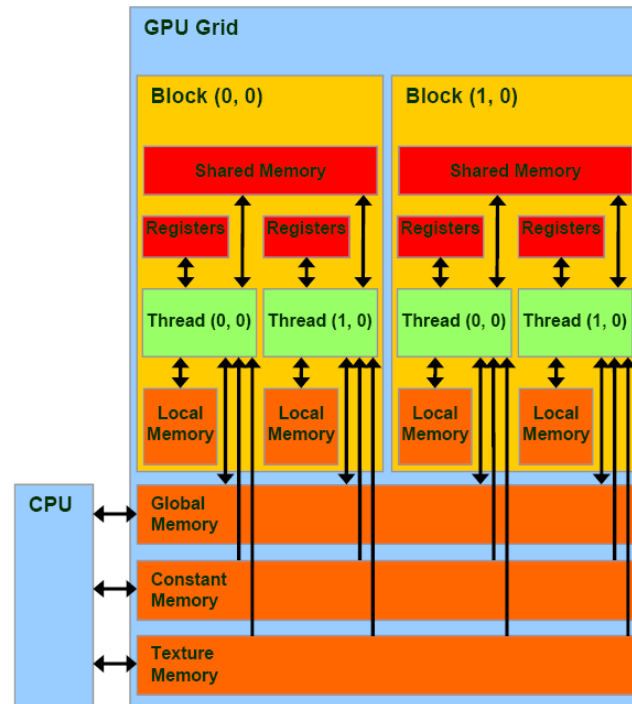 GPU Grid
Block (0, 0)
Block (1, 0)
Shared Memory
Shared Memory
Registers
Registers
Registers
Registers
Thread (0, 0)
Thread (1, 0)
Thread (0, 0)
Thread (1, 0)
Local
Memory
Local
Memory
Local
Memory
Local
Memory
CPU
Global
Memory
Constant
Memory
Texture
Memory